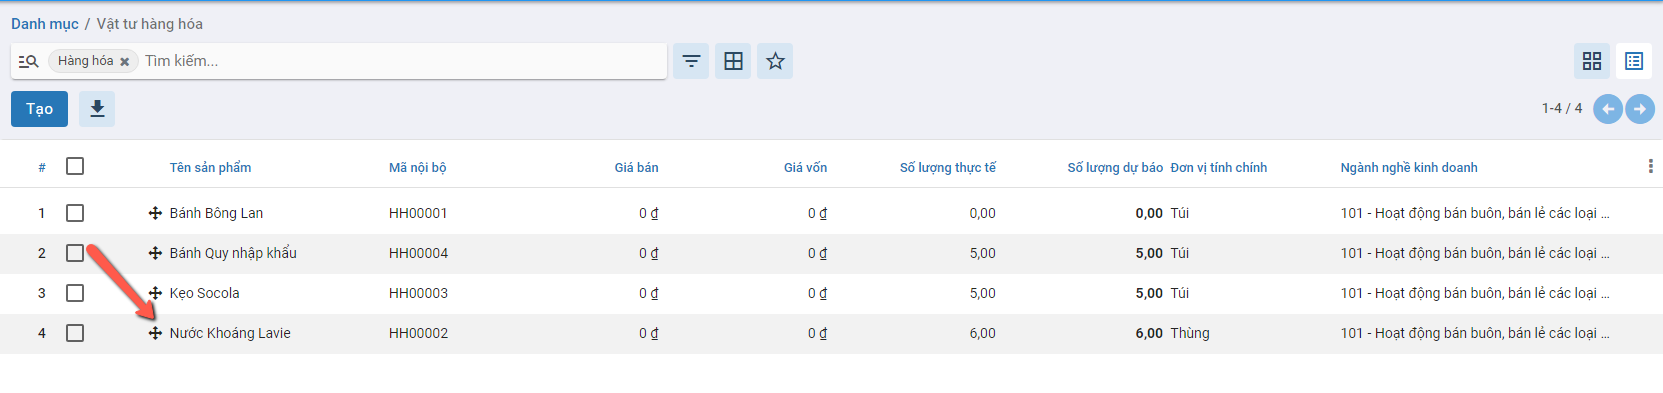 Danh mục / Vật tư hàng hóa
Hàng hóa Tìm kiếm...
Tạo 1-4 / 4
# Tên sản phẩm Mã nội bộ Giá bán Giá vốn Số lượng thực tế Số lượng dự báo Đơn vị tính chính Ngành nghề kinh doanh
1 Bánh Bông Lan HH00001 0 ₫ 0 ₫ 0,00 0,00 Túi 101 - Hoạt động bán buôn, bán lẻ các loại ...
2 Bánh Quy nhập khẩu HH00004 0 ₫ 0 ₫ 5,00 5,00 Túi 101 - Hoạt động bán buôn, bán lẻ các loại ...
3 Kẹo Socola HH00003 0 ₫ 0 ₫ 5,00 5,00 Túi 101 - Hoạt động bán buôn, bán lẻ các loại ...
4 Nước Khoáng Lavie HH00002 0 ₫ 0 ₫ 6,00 6,00 Thùng 101 - Hoạt động bán buôn, bán lẻ các loại ...